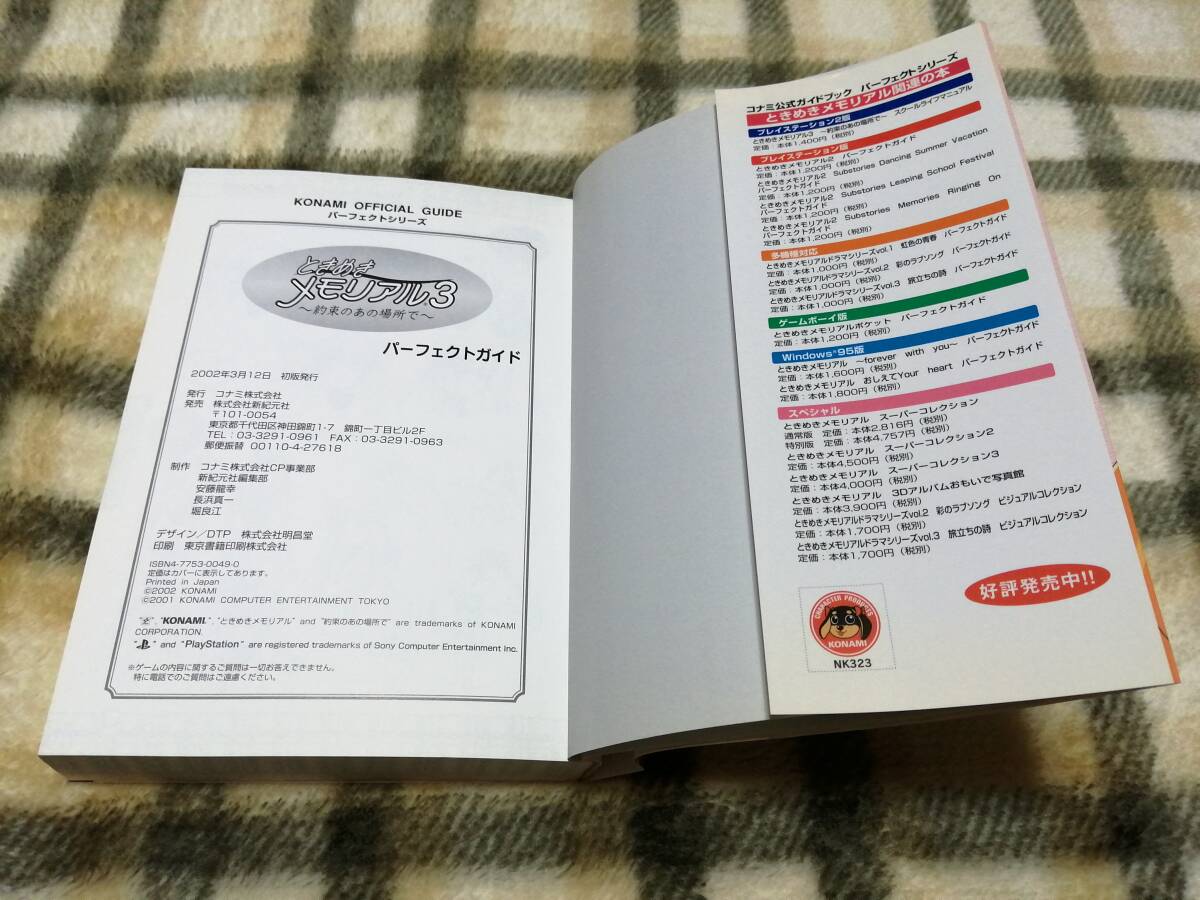 KONAMI OFFICIAL GUIDE
パーフェクトシリーズ
ときめき
メモリアル3
～約束のあの場所で～
パーフェクトガイド
2002年3月12日 初版発行
発行 コナミ株式会社
発売 株式会社新紀元社
〒101-0054
東京都千代田区神田錦町1-7 錦町一丁目ビル2F
TEL：03-3291-0961 FAX：03-3291-0963
郵便振替 00110-4-27618
制作 コナミ株式会社CP事業部
新紀元社編集部
安藤龍幸
長浜真一
堀良江
デザイン/DTP 株式会社明昌堂
印刷 東京書籍印刷株式会社
ISBN4-7753-0049-0
定価はカバーに表示してあります。
Printed in Japan
©2002 KONAMI
©2001 KONAMI COMPUTER ENTERTAINMENT TOKYO
"KONAMI", "ときめきメモリアル" and "約束のあの場所で" are trademarks of KONAMI
CORPORATION.
" " and "PlayStation" are registered trademarks of Sony Computer Entertainment Inc.
※ゲームの内容に関するご質問は一切お答えできません。
特に電話でのご質問はご遠慮ください。
コナミ公式ガイドブック パーフェクトシリーズ
ときめきメモリアル関連の本
プレイステーション2版
ときめきメモリアル3 ～約束のあの場所で～ スクールライフマニュアル
定価：本体1,400円（税別）
プレイステーション版
ときめきメモリアル2 パーフェクトガイド
定価：本体1,200円（税別）
ときめきメモリアル2 Substories Dancing Summer Vacation
パーフェクトガイド
定価：本体1,200円（税別）
ときめきメモリアル2 Substories Leaping School Festival
パーフェクトガイド
定価：本体1,200円（税別）
ときめきメモリアル2 Substories Memories Ringing On
パーフェクトガイド
定価：本体1,200円（税別）
多機種対応
ときめきメモリアルドラマシリーズvol.1 虹色の青春 パーフェクトガイド
定価：本体1,000円（税別）
ときめきメモリアルドラマシリーズvol.2 彩のラブソング パーフェクトガイド
定価：本体1,000円（税別）
ときめきメモリアルドラマシリーズvol.3 旅立ちの詩 パーフェクトガイド
定価：本体1,000円（税別）
ゲームボーイ版
ときめきメモリアルポケット パーフェクトガイド
定価：本体1,200円（税別）
Windows®95版
ときめきメモリアル ～forever with you～ パーフェクトガイド
定価：本体1,600円（税別）
ときめきメモリアル おしえてYour heart パーフェクトガイド
定価：本体1,800円（税別）
スペシャル
ときめきメモリアル スーパーコレクション
通常版 定価：本体2,816円（税別）
特別版 定価：本体4,757円（税別）
ときめきメモリアル スーパーコレクション2
定価：本体4,500円（税別）
ときめきメモリアル スーパーコレクション3
定価：本体4,000円（税別）
ときめきメモリアル 3Dアルバムおもいで写真館
定価：本体3,900円（税別）
ときめきメモリアルドラマシリーズvol.2 彩のラブソング ビジュアルコレクション
定価：本体1,700円（税別）
ときめきメモリアルドラマシリーズvol.3 旅立ちの詩 ビジュアルコレクション
定価：本体1,700円（税別）
好評発売中!!
CHARACTER PRODUCTS
KONAMI
NK323